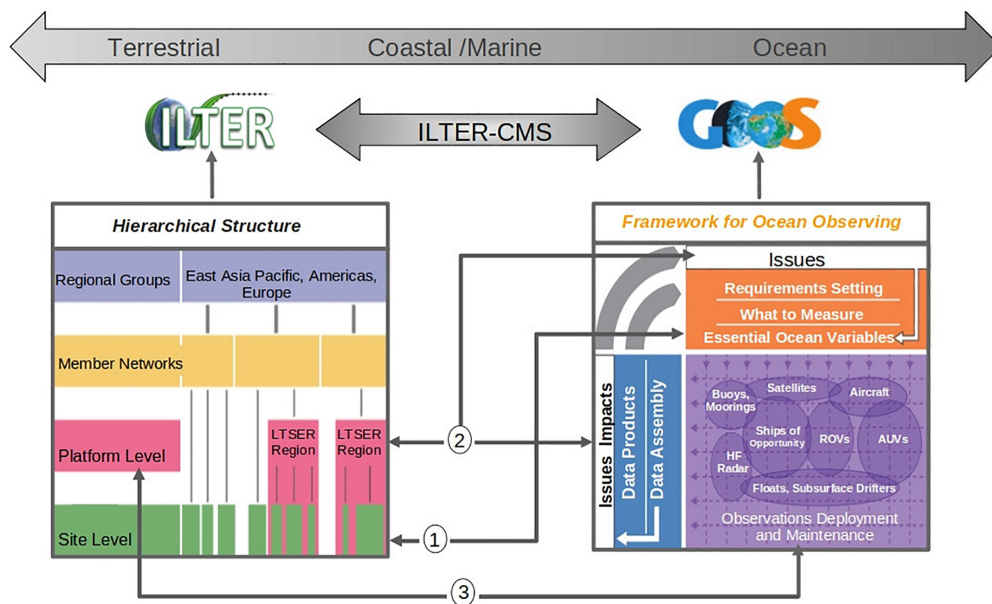 Terrestrial
Coastal /Marine
Ocean
ILTER
ILTER-CMS
GOOS
Hierarchical Structure
Regional Groups
East Asia Pacific, Americas,
Europe
Member Networks
Platform Level
LTSER
Region
LTSER
Region
Site Level
2
1
3
Framework for Ocean Observing
Issues
Requirements Setting
What to Measure
Essential Ocean Variables
Issues Impacts
Data Products
Data Assembly
Buoys,
Moorings
Satellites
Aircraft
Ships of
Opportunity
ROVs
AUVs
HF
Radar
Floats, Subsurface Drifters
Observations Deployment
and Maintenance